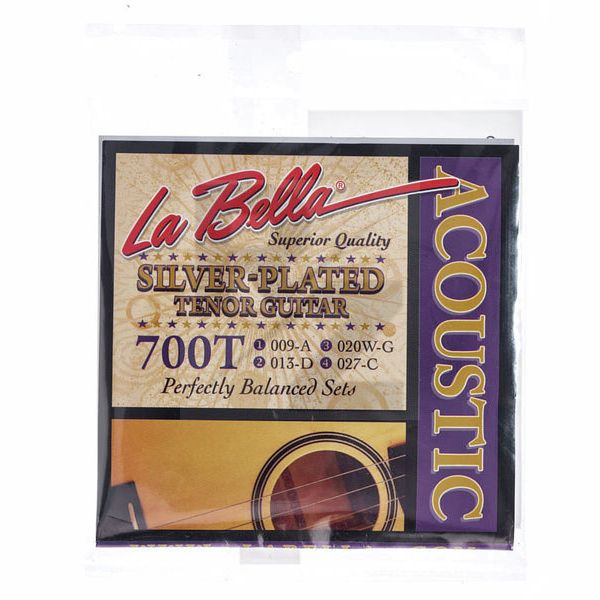 La Bella®
Superior Quality
SILVER-PLATED
TENOR GUITAR
700T
1 009-A 3 020W-G
2 013-D 4 027-C
Perfectly Balanced Sets
ACOUSTIC